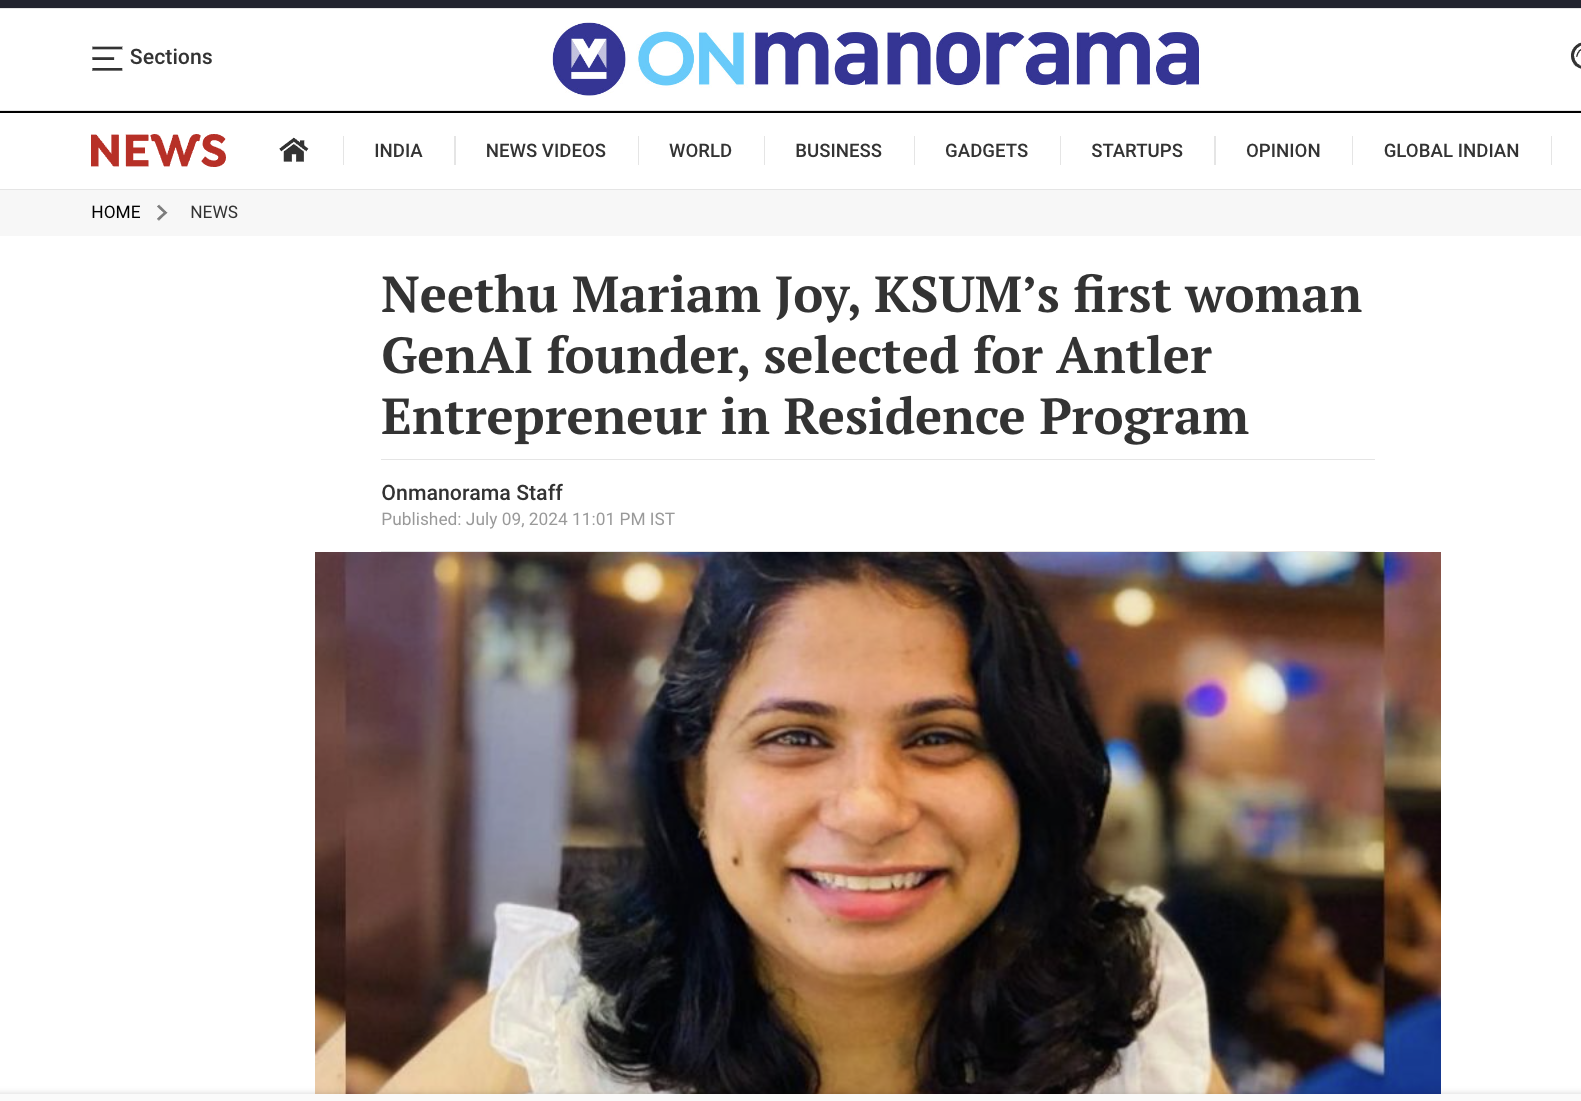 Sections
ONmanorama
NEWS
INDIA
NEWS VIDEOS
WORLD
BUSINESS
GADGETS
STARTUPS
OPINION
GLOBAL INDIAN
HOME
NEWS
Neethu Mariam Joy, KSUM’s first woman
GenAI founder, selected for Antler
Entrepreneur in Residence Program
Onmanorama Staff
Published: July 09, 2024 11:01 PM IST